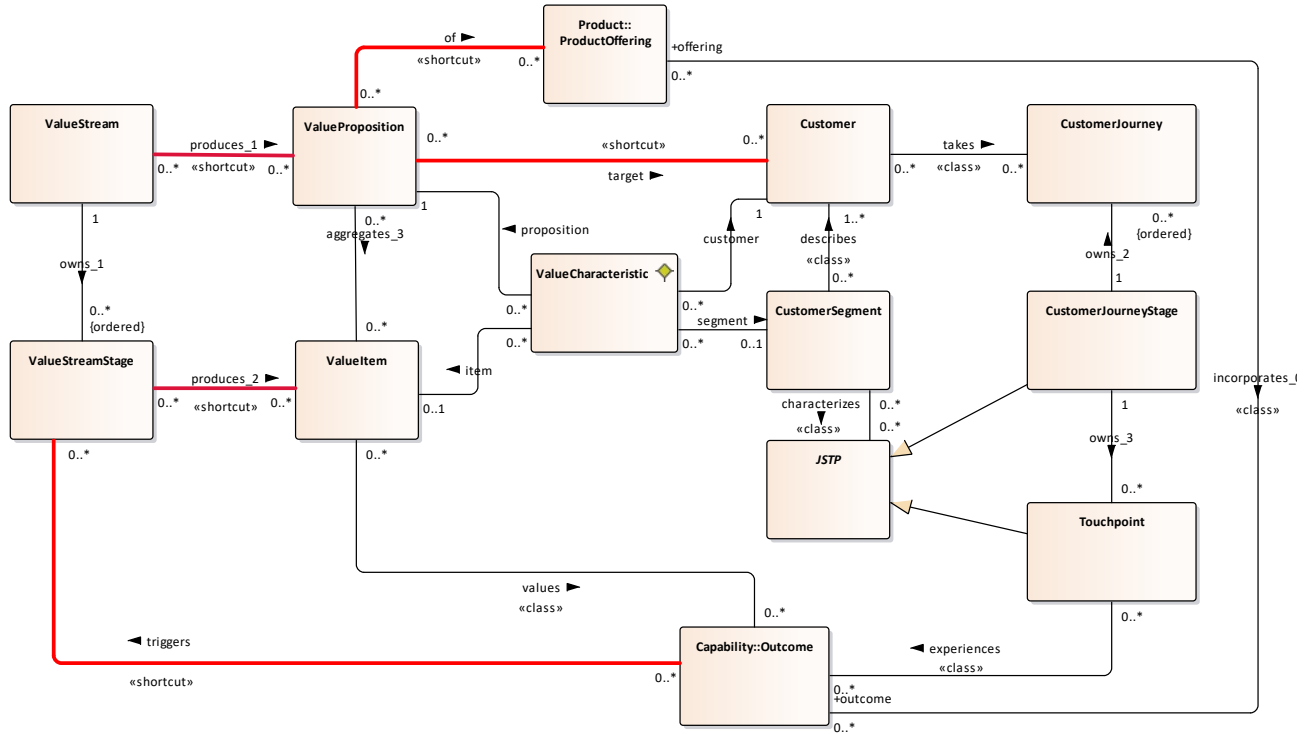 Product::
ProductOffering
of
«shortcut»
0..*
0..*
+offering
0..*
ValueStream
produces_1
0..*
«shortcut»
0..*
ValueProposition
0..*
«shortcut»
0..*
target
Customer
takes
0..*
«class»
0..*
CustomerJourney
1
owns_1
0..*
{ordered}
0..*
aggregates_3
0..*
1
proposition
0..*
ValueCharacteristic
1
customer
0..*
1..*
describes
«class»
0..*
0..*
{ordered}
owns_2
1
segment
0..*
0..1
CustomerSegment
CustomerJourneyStage
ValueStreamStage
produces_2
0..*
«shortcut»
0..*
ValueItem
0..*
item
0..1
characterizes
«class»
0..*
0..*
JSTP
1
owns_3
0..*
incorporates_
«class»
Touchpoint
0..*
0..*
values
«class»
0..*
triggers
«shortcut»
0..*
Capability::Outcome
0..*
experiences
«class»
0..*
+outcome
0..*